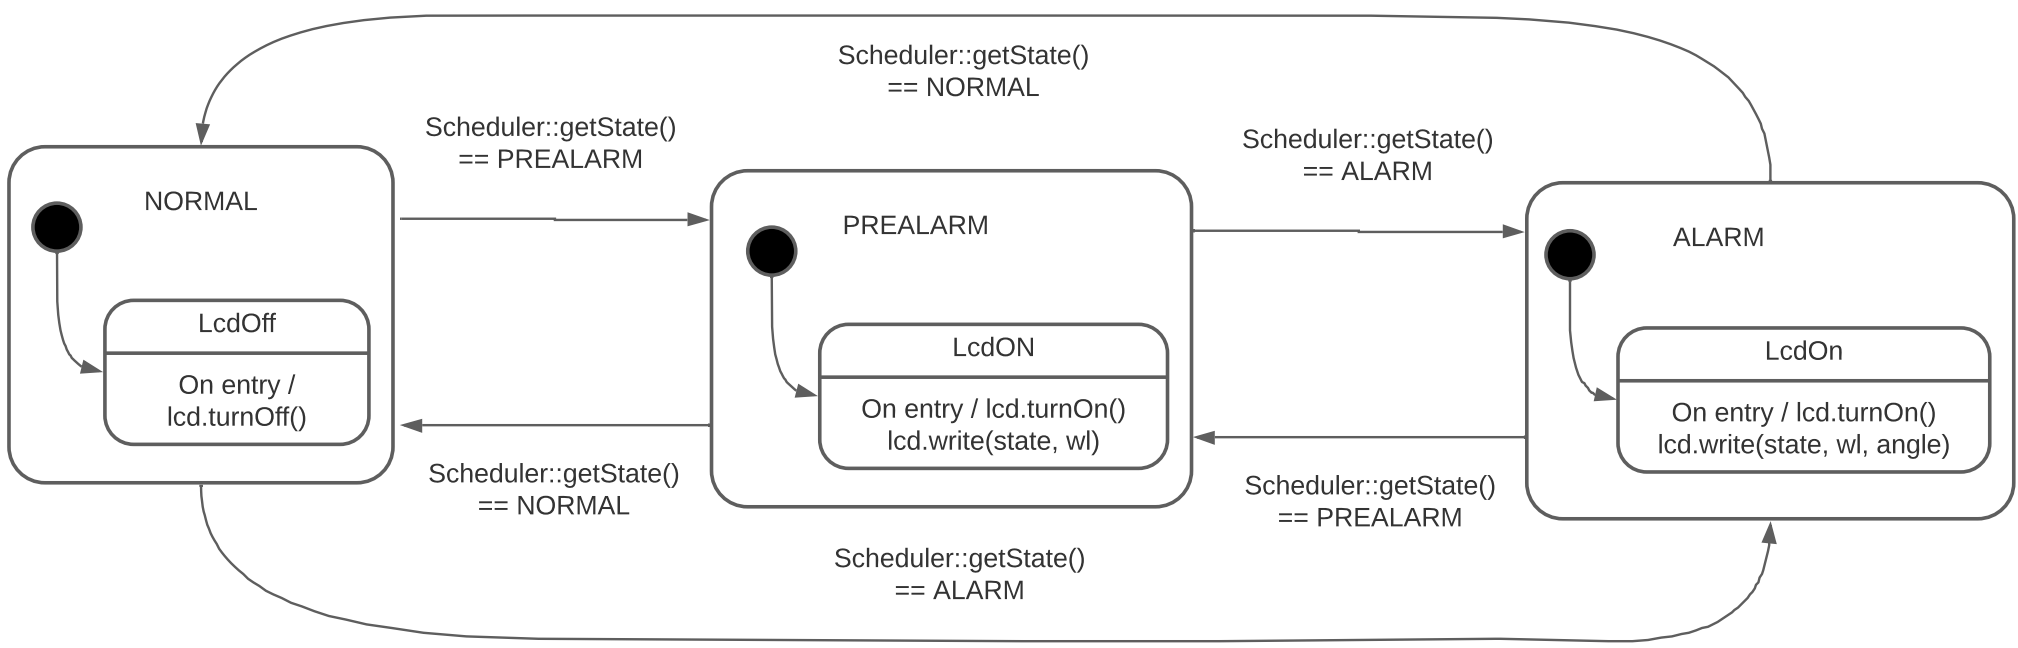 Scheduler::getState()
== NORMAL
Scheduler::getState()
== PREALARM
Scheduler::getState()
== ALARM
NORMAL
LcdOff
On entry /
lcd.turnOff()
PREALARM
LcdON
On entry / lcd.turnOn()
lcd.write(state, wl)
ALARM
LcdOn
On entry / lcd.turnOn()
lcd.write(state, wl, angle)
Scheduler::getState()
== NORMAL
Scheduler::getState()
== PREALARM
Scheduler::getState()
== ALARM